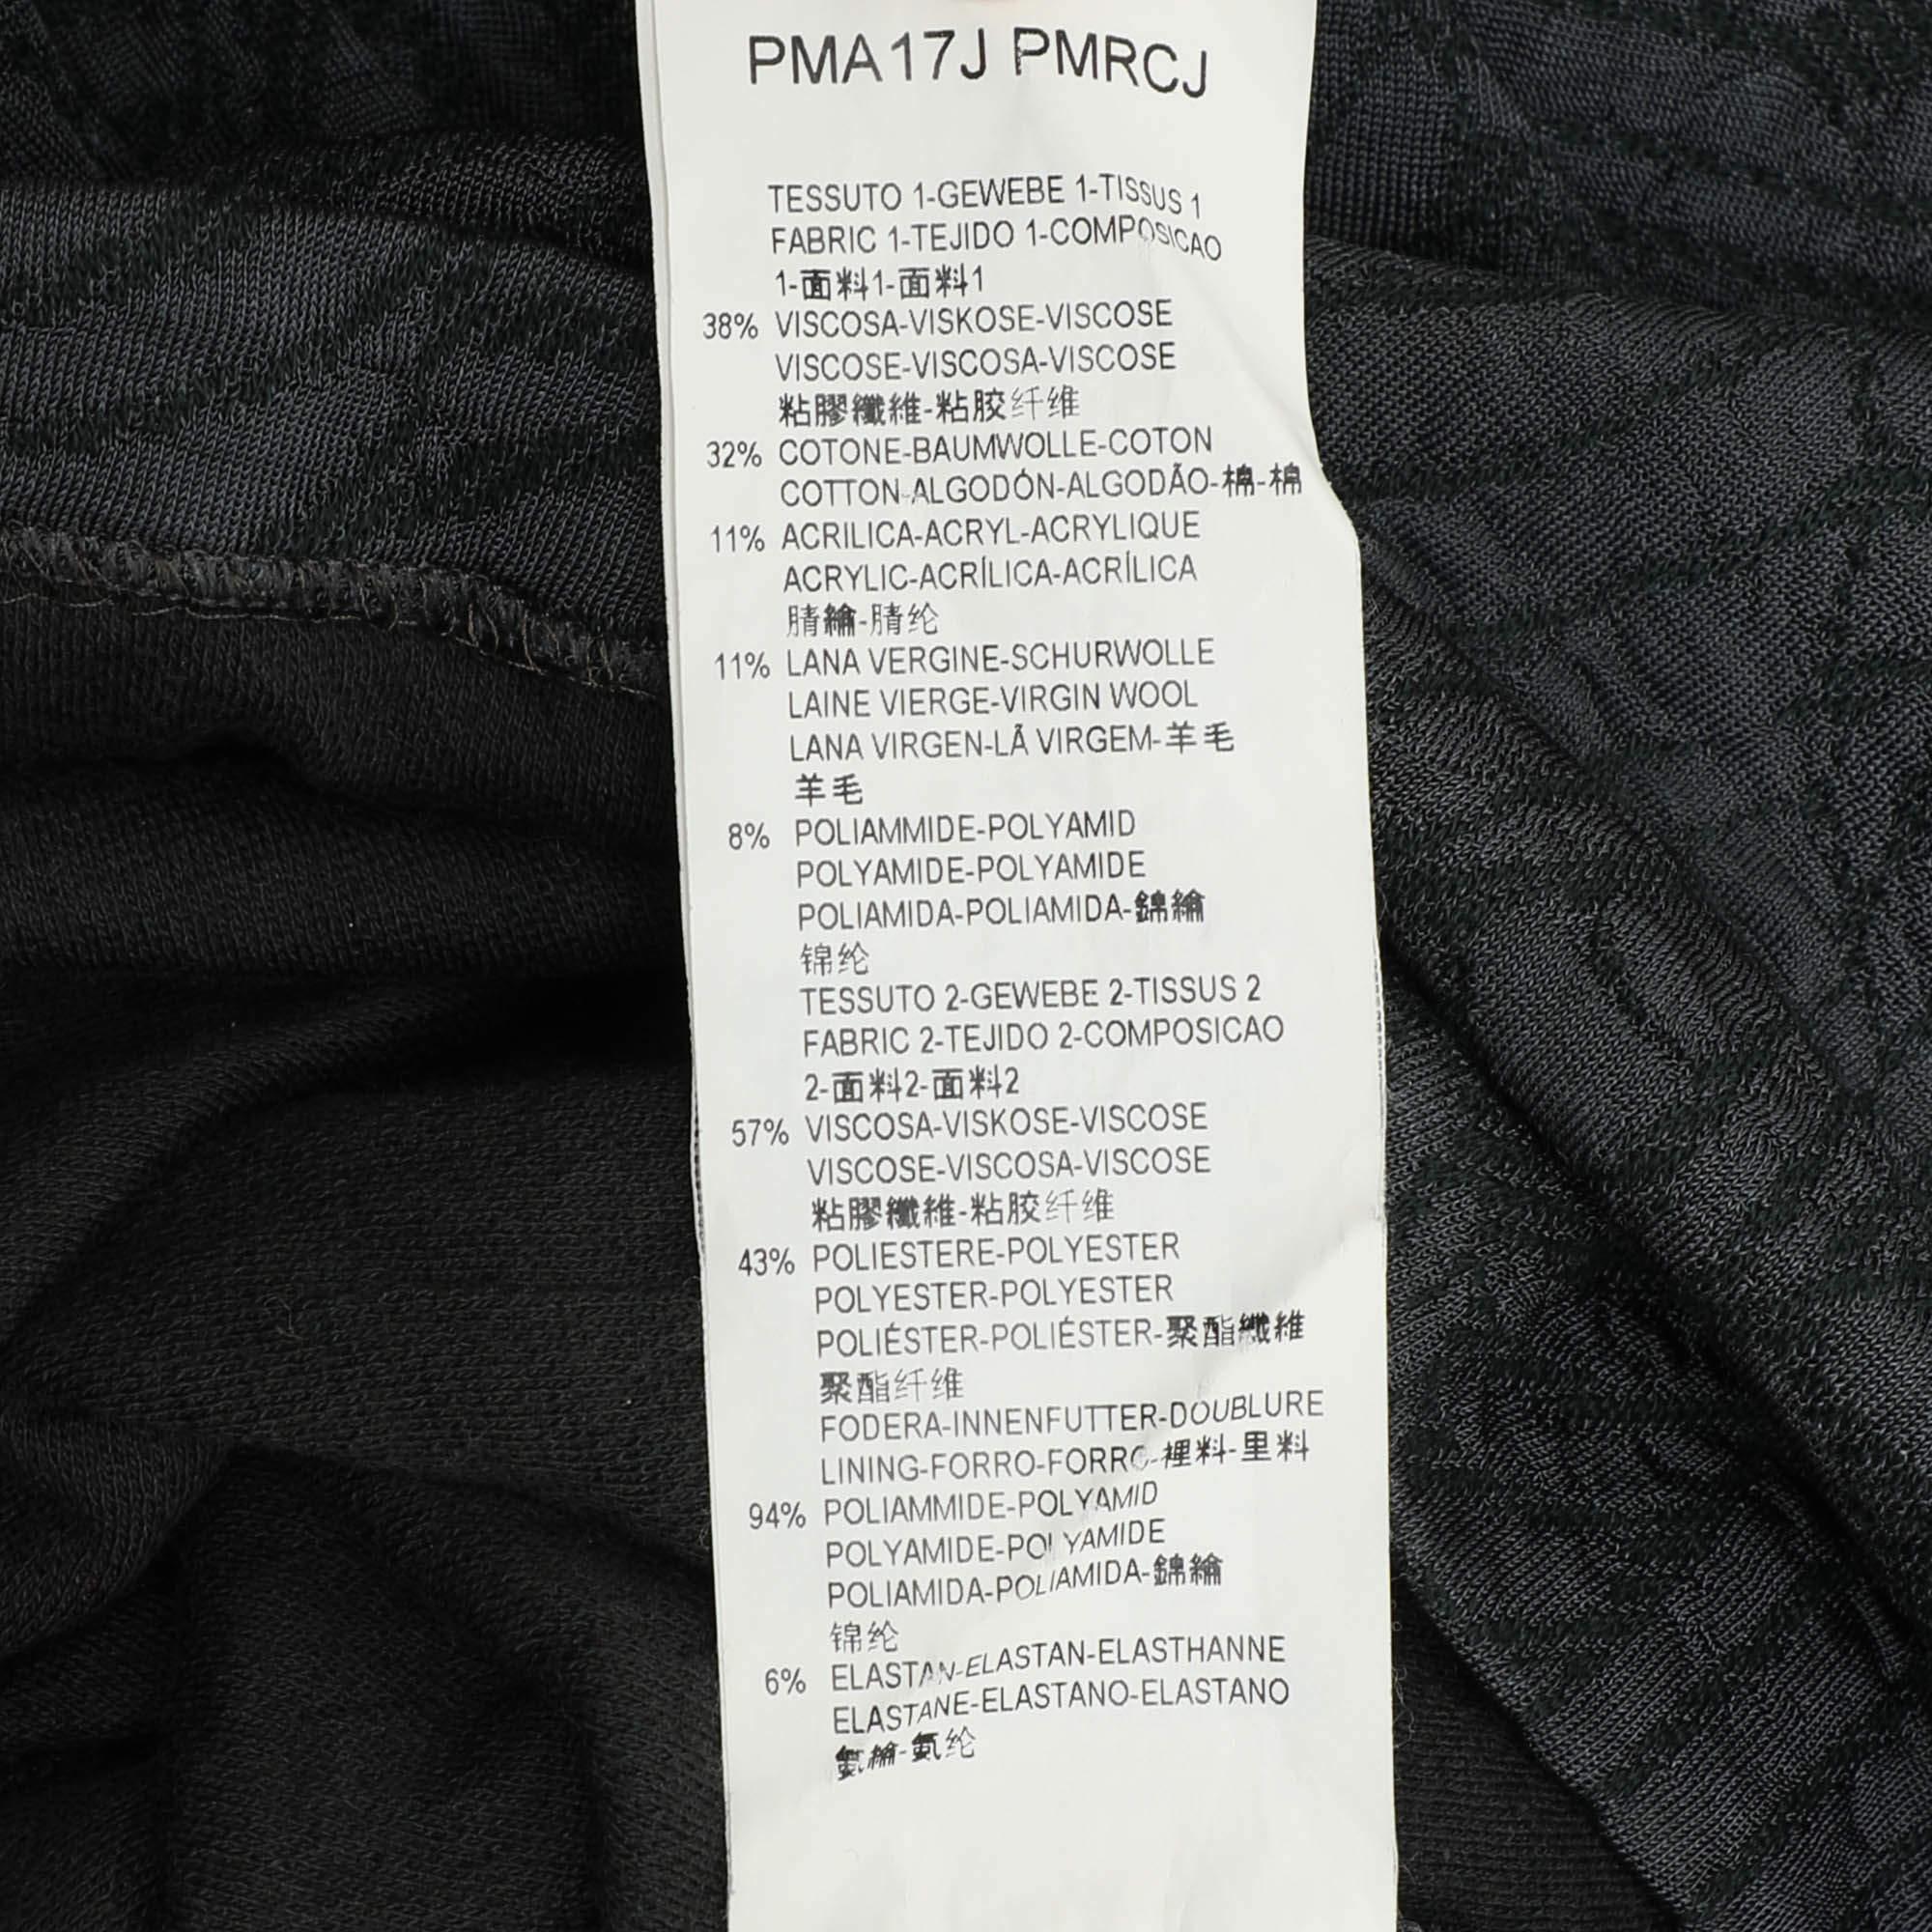 PMA17J PMRCJ
TESSUTO 1-GEWEBE 1-TISSUS 1
FABRIC 1-TEJIDO 1-COMPOSICAO
1-面料1-面料1
38% VISCOSA-VISKOSE-VISCOSE
VISCOSE-VISCOSA-VISCOSE
粘膠纖維-粘胶纤维
32% COTONE-BAUMWOLLE-COTON
COTTON-ALGODÓN-ALGODÃO-棉-棉
11% ACRILICA-ACRYL-ACRYLIQUE
ACRYLIC-ACRÍLICA-ACRÍLICA
腈綸-腈纶
11% LANA VERGINE-SCHURWOLLE
LAINE VIERGE-VIRGIN WOOL
LANA VIRGEN-LÃ VIRGEM-羊毛
羊毛
8% POLIAMMIDE-POLYAMID
POLYAMIDE-POLYAMIDE
POLIAMIDA-POLIAMIDA-錦綸
锦纶
TESSUTO 2-GEWEBE 2-TISSUS 2
FABRIC 2-TEJIDO 2-COMPOSICAO
2-面料2-面料2
57% VISCOSA-VISKOSE-VISCOSE
VISCOSE-VISCOSA-VISCOSE
粘膠纖維-粘胶纤维
43% POLIESTERE-POLYESTER
POLYESTER-POLYESTER
POLIÉSTER-POLIÉSTER-聚酯纖維
聚酯纤维
FODERA-INNENFUTTER-DOUBLURE
LINING-FORRO-FORRO-裡料-里料
94% POLIAMMIDE-POLYAMID
POLYAMIDE-POLYAMIDE
POLIAMIDA-POLIAMIDA-錦綸
锦纶
6% ELASTAN-ELASTAN-ELASTHANNE
ELASTANE-ELASTANO-ELASTANO
氨綸-氨纶